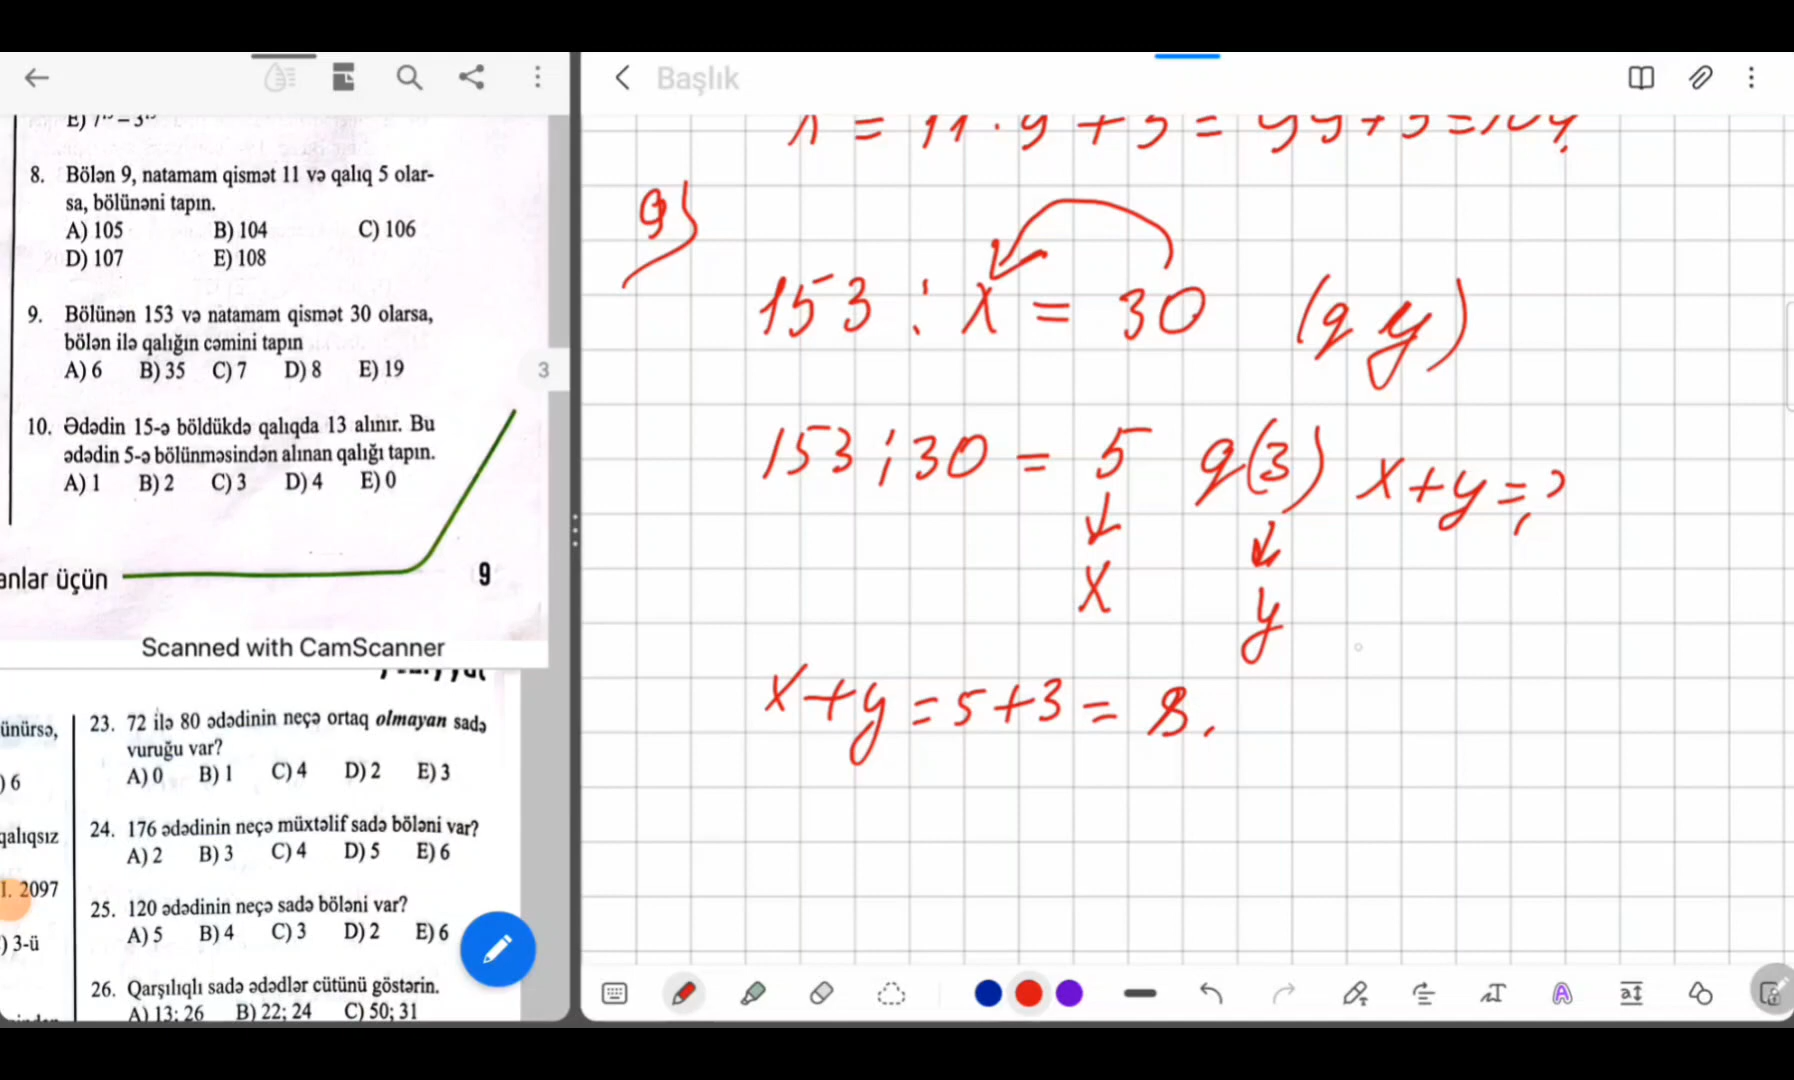 8. Bölən 9, natamam qismət 11 və qalıq 5 olar-
sa, bölünəni tapın.
A) 105 B) 104 C) 106
D) 107 E) 108
9. Bölünən 153 və natamam qismət 30 olarsa,
bölən ilə qalığın cəmini tapın
A) 6 B) 35 C) 7 D) 8 E) 19
3
10. Ədədin 15-ə böldükdə qalıqda 13 alınır. Bu
ədədin 5-ə bölünməsindən alınan qalığı tapın.
A) 1 B) 2 C) 3 D) 4 E) 0
anlar üçün
9
Scanned with CamScanner
ünürsə,
) 6
qalıqsız
I. 2097
) 3-ü
23. 72 ilə 80 ədədinin neçə ortaq olmayan sadə
vuruğu var?
A) 0 B) 1 C) 4 D) 2 E) 3
24. 176 ədədinin neçə müxtəlif sadə böləni var?
A) 2 B) 3 C) 4 D) 5 E) 6
25. 120 ədədinin neçə sadə böləni var?
A) 5 B) 4 C) 3 D) 2 E) 6
26. Qarşılıqlı sadə ədədlər cütünü göstərin.
A) 13; 26 B) 22; 24 C) 50; 31
Başlık
x = 11 · 9 + 5 = 99 + 5 = 104.
9)
153 : x = 30 (q y)
153 : 30 = 5 q(3) x+y=?
x y
x+y=5+3= 8.